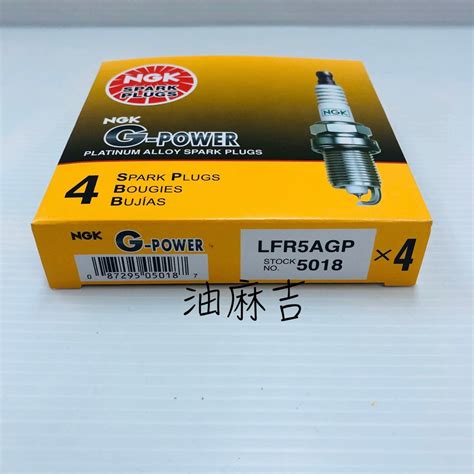 NGK
SPARK
PLUGS
NGK
G-POWER
PLATINUM ALLOY SPARK PLUGS
4 SPARK PLUGS
BOUGIES
BUJÍAS
NGK G-POWER
0 87295 05018 7
LFR5AGP
STOCK NO. 5018
×4
油麻吉